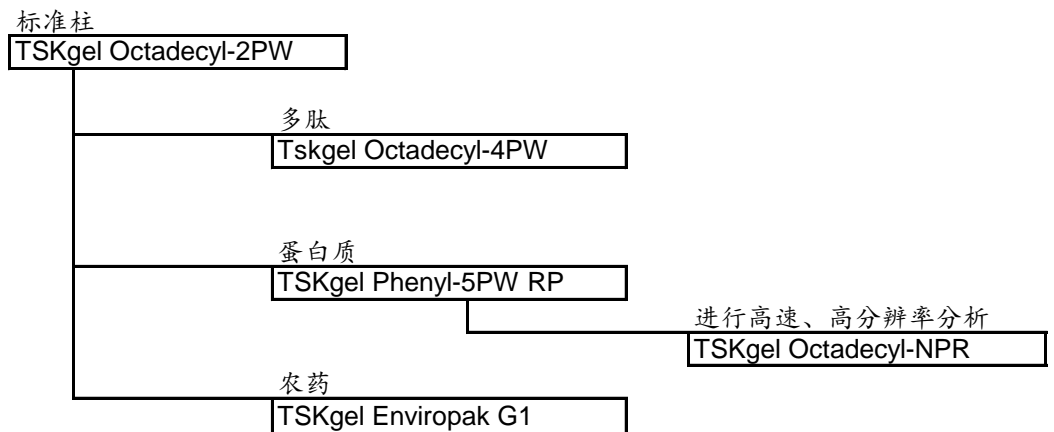 标准柱
TSKgel Octadecyl-2PW
多肽
Tskgel Octadecyl-4PW
蛋白质
TSKgel Phenyl-5PW RP
进行高速、高分辨率分析
TSKgel Octadecyl-NPR
农药
TSKgel Enviropak G1